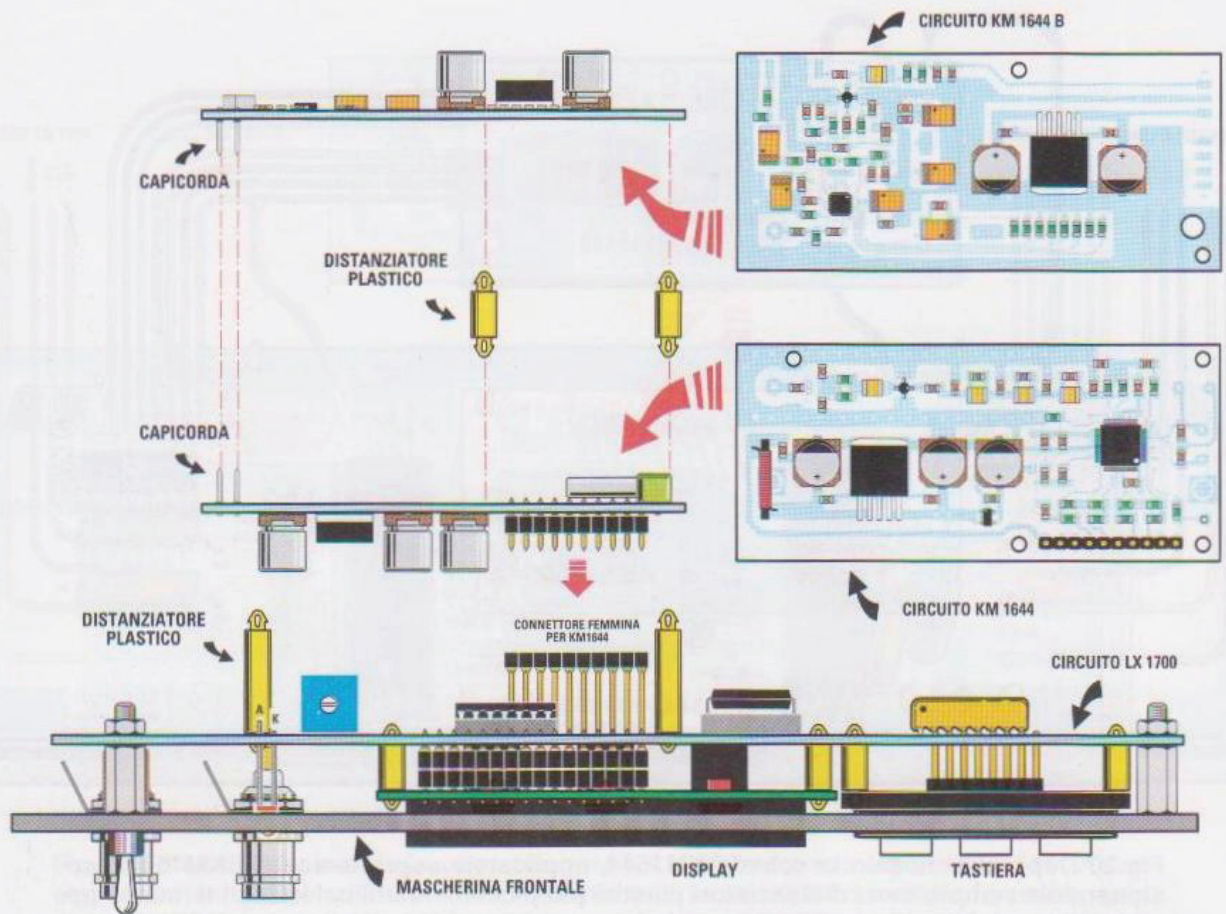 CIRCUITO KM 1644 B
CAPICORDA
DISTANZIATORE
PLASTICO
CAPICORDA
CIRCUITO KM 1644
DISTANZIATORE
PLASTICO
CONNETTORE FEMMINA
PER KM1644
CIRCUITO LX 1700
A
K
MASCHERINA FRONTALE
DISPLAY
TASTIERA